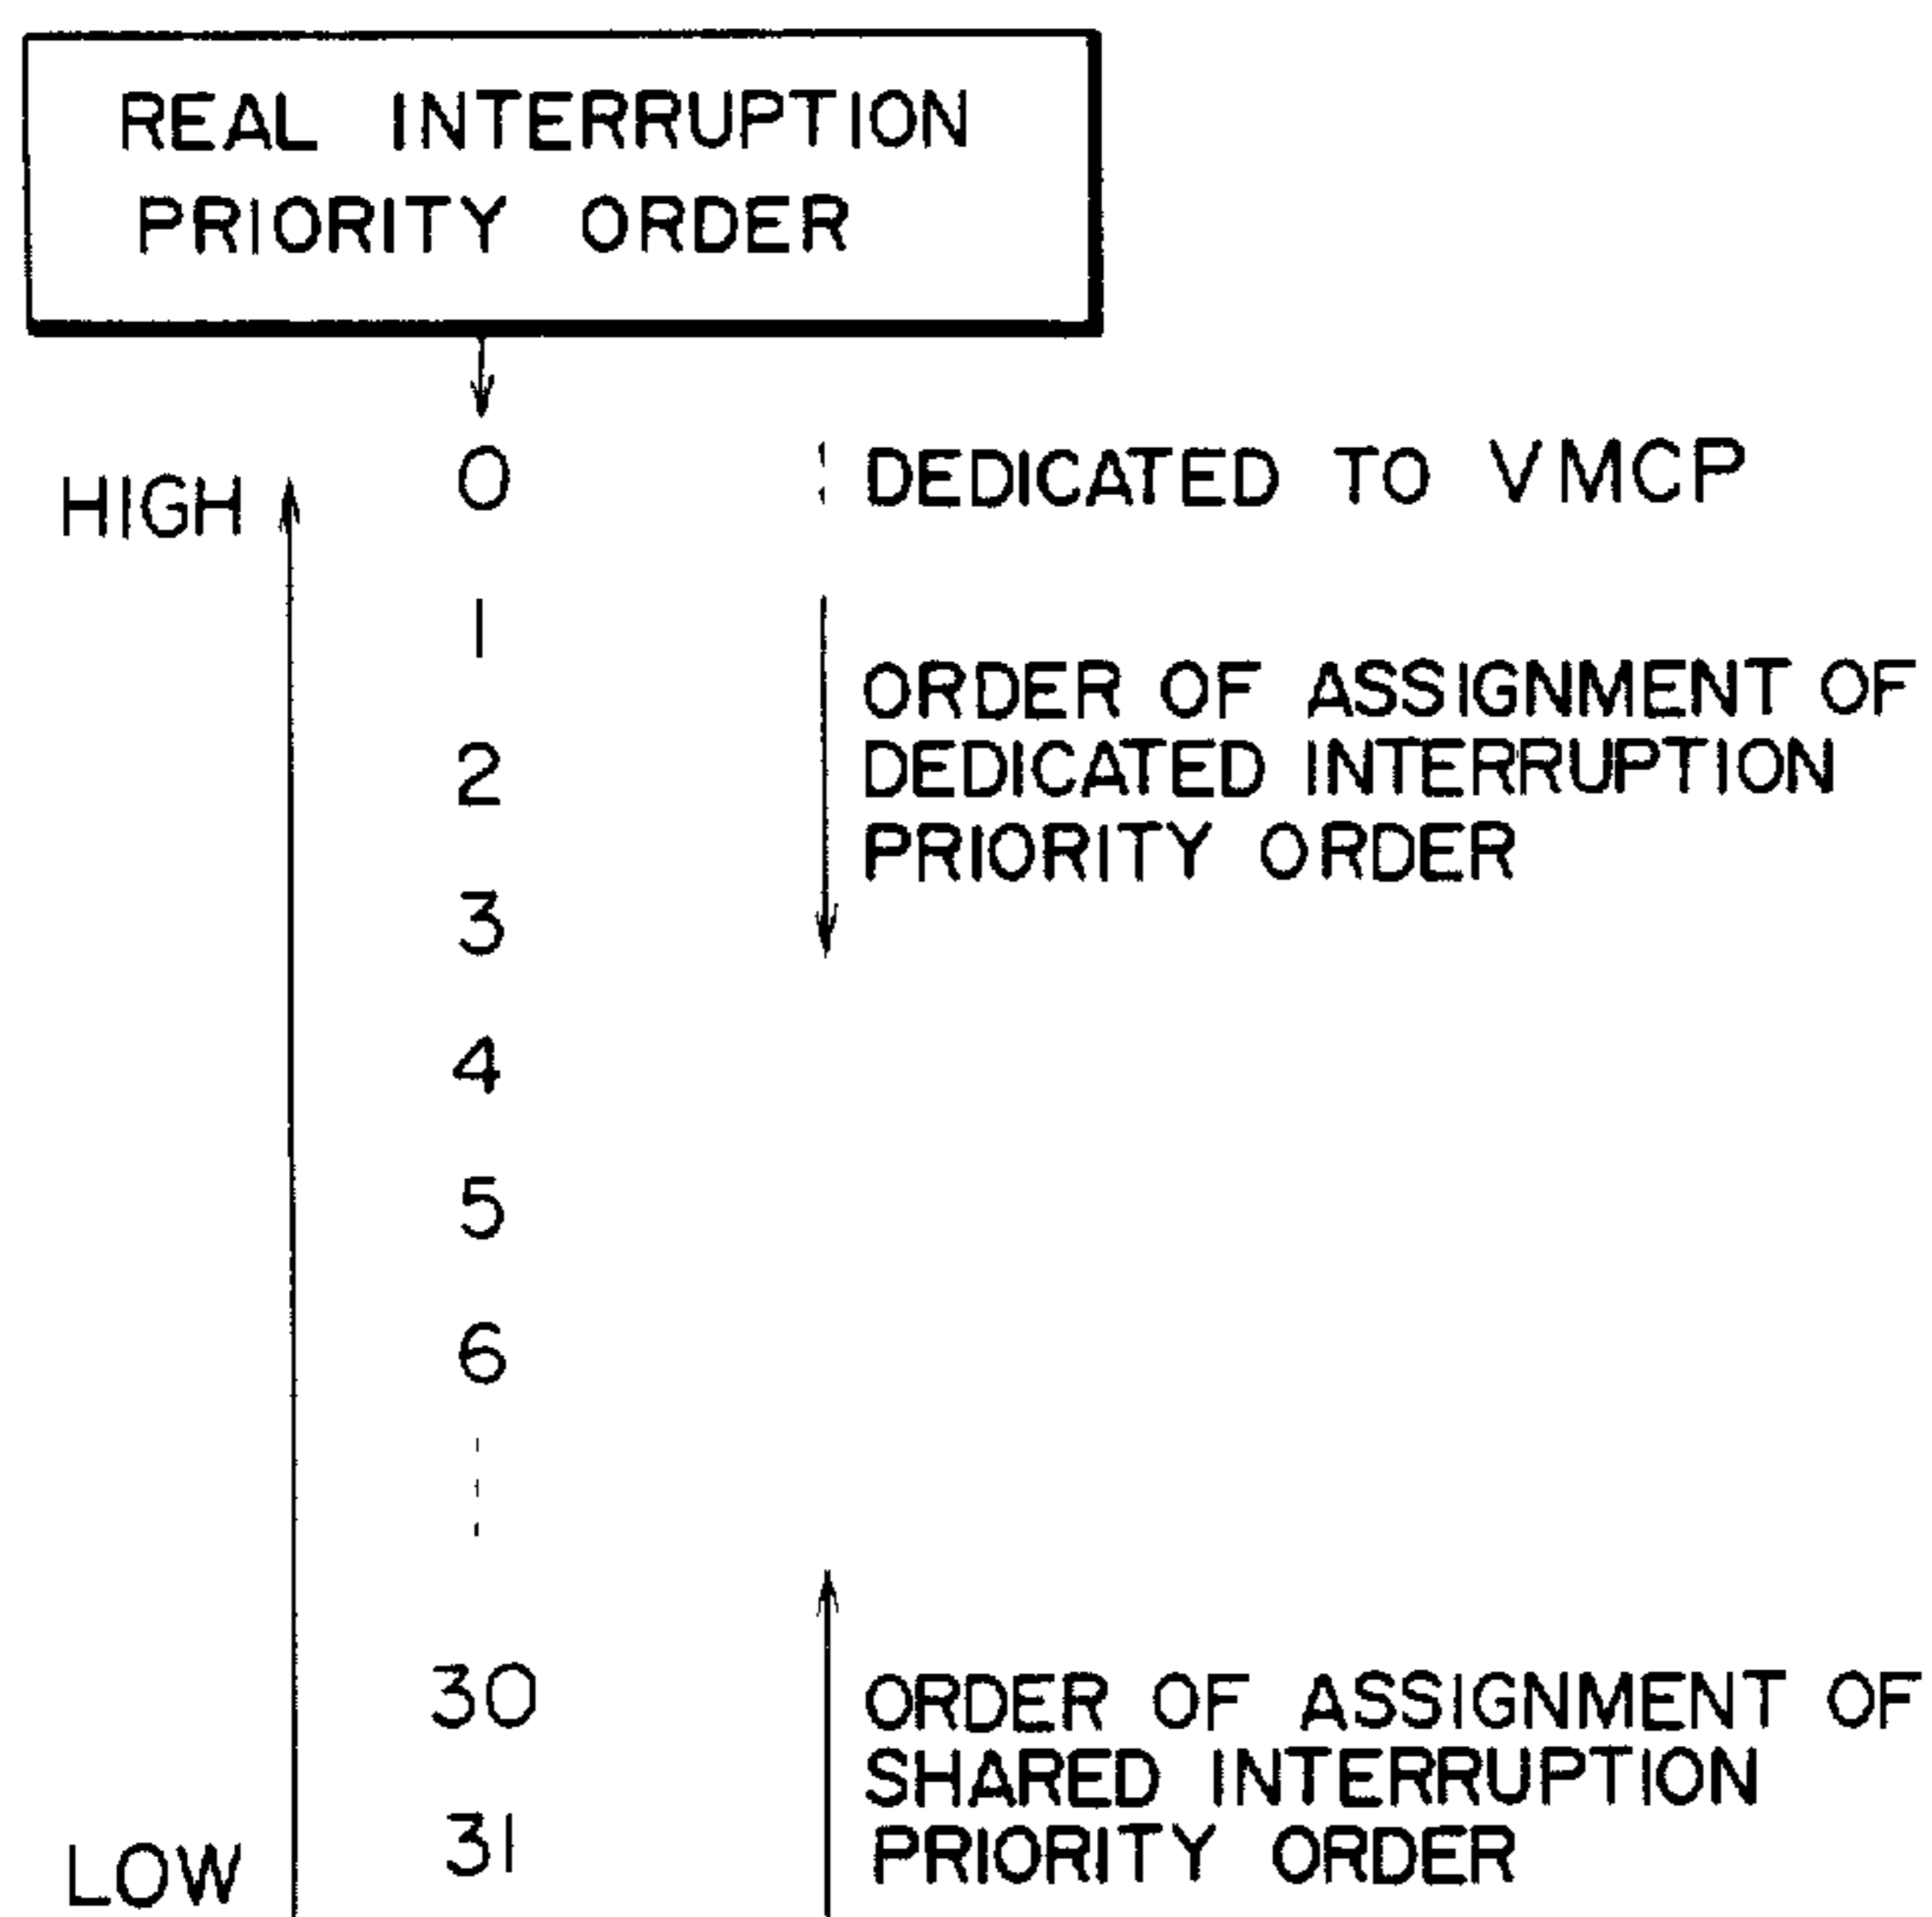 REAL INTERRUPTION
PRIORITY ORDER
HIGH
0
DEDICATED TO VMCP
1
ORDER OF ASSIGNMENT OF
2
DEDICATED INTERRUPTION
PRIORITY ORDER
3
4
5
6
30
ORDER OF ASSIGNMENT OF
SHARED INTERRUPTION
31
PRIORITY ORDER
LOW